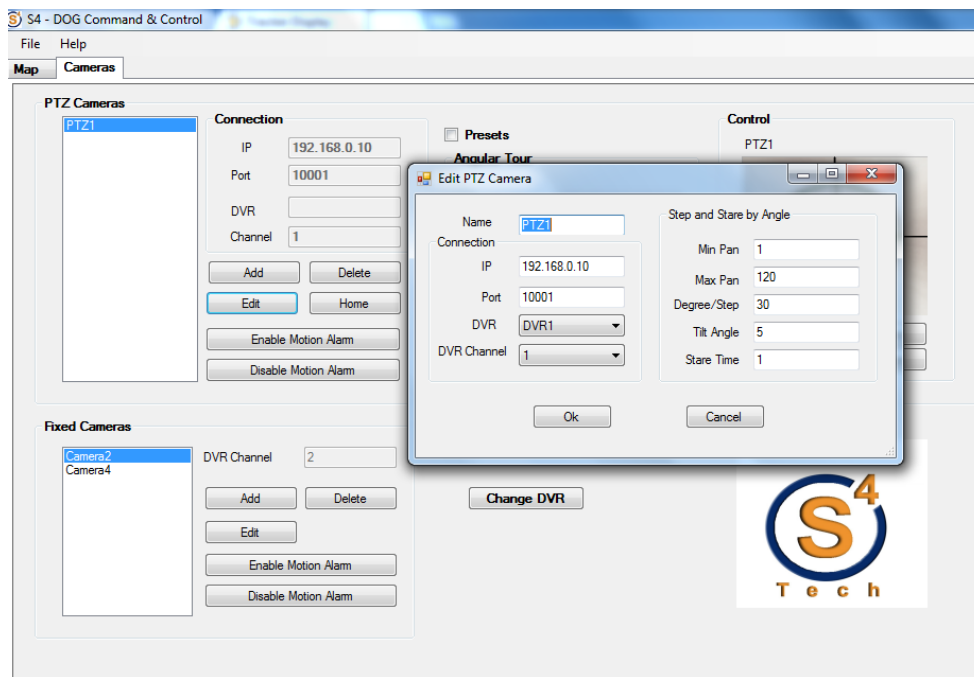 S4 - DOG Command & Control
File Help
Map Cameras
PTZ Cameras
PTZ1
Connection
IP 192.168.0.10
Port 10001
DVR
Channel 1
Add Delete
Edit Home
Enable Motion Alarm
Disable Motion Alarm
Presets
Angular Tour
Control
PTZ1
Edit PTZ Camera
Name PTZ1
Connection
IP 192.168.0.10
Port 10001
DVR DVR1
DVR Channel 1
Step and Stare by Angle
Min Pan 1
Max Pan 120
Degree/Step 30
Tilt Angle 5
Stare Time 1
Ok Cancel
Fixed Cameras
Camera2
Camera4
DVR Channel 2
Add Delete
Edit
Enable Motion Alarm
Disable Motion Alarm
Change DVR
S4
Tech